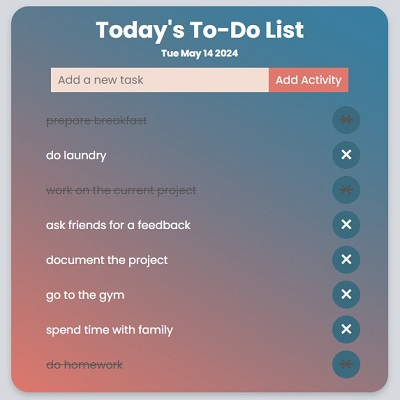 Today's To-Do List
Tue May 14 2024
Add a new task Add Activity
prepare breakfast
do laundry
work on the current project
ask friends for a feedback
document the project
go to the gym
spend time with family
do homework